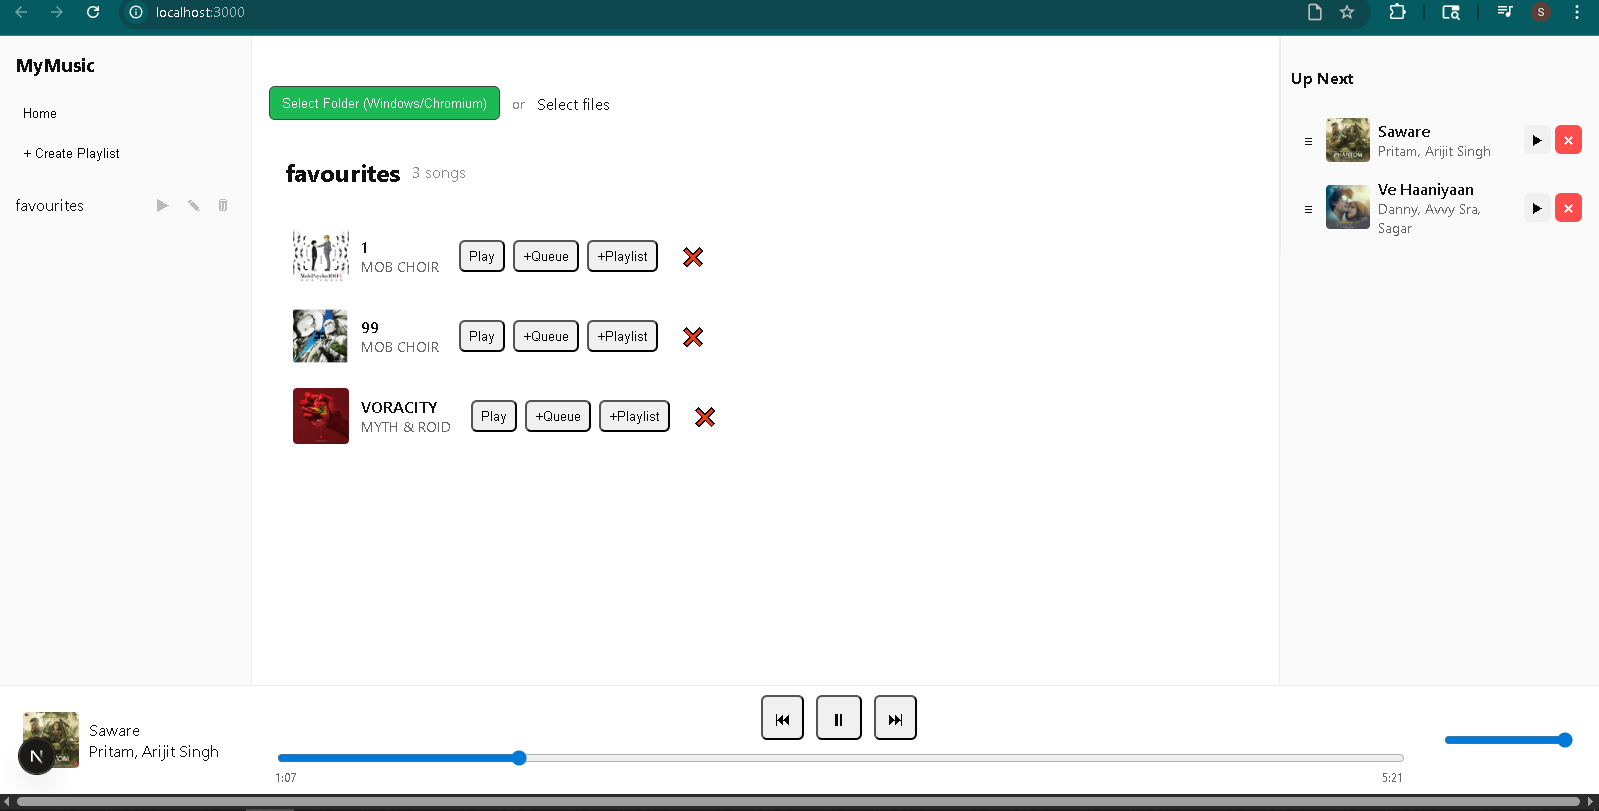 localhost:3000
S
MyMusic
Home
+ Create Playlist
favourites
Select Folder (Windows/Chromium) or Select files
favourites 3 songs
1
MOB CHOIR
Play +Queue +Playlist
99
MOB CHOIR
Play +Queue +Playlist
VORACITY
MYTH & ROID
Play +Queue +Playlist
Up Next
Saware
Pritam, Arijit Singh
PHANTOM
Ve Haaniyaan
Danny, Avvy Sra,
Sagar
Saware
Pritam, Arijit Singh
N
1:07
5:21